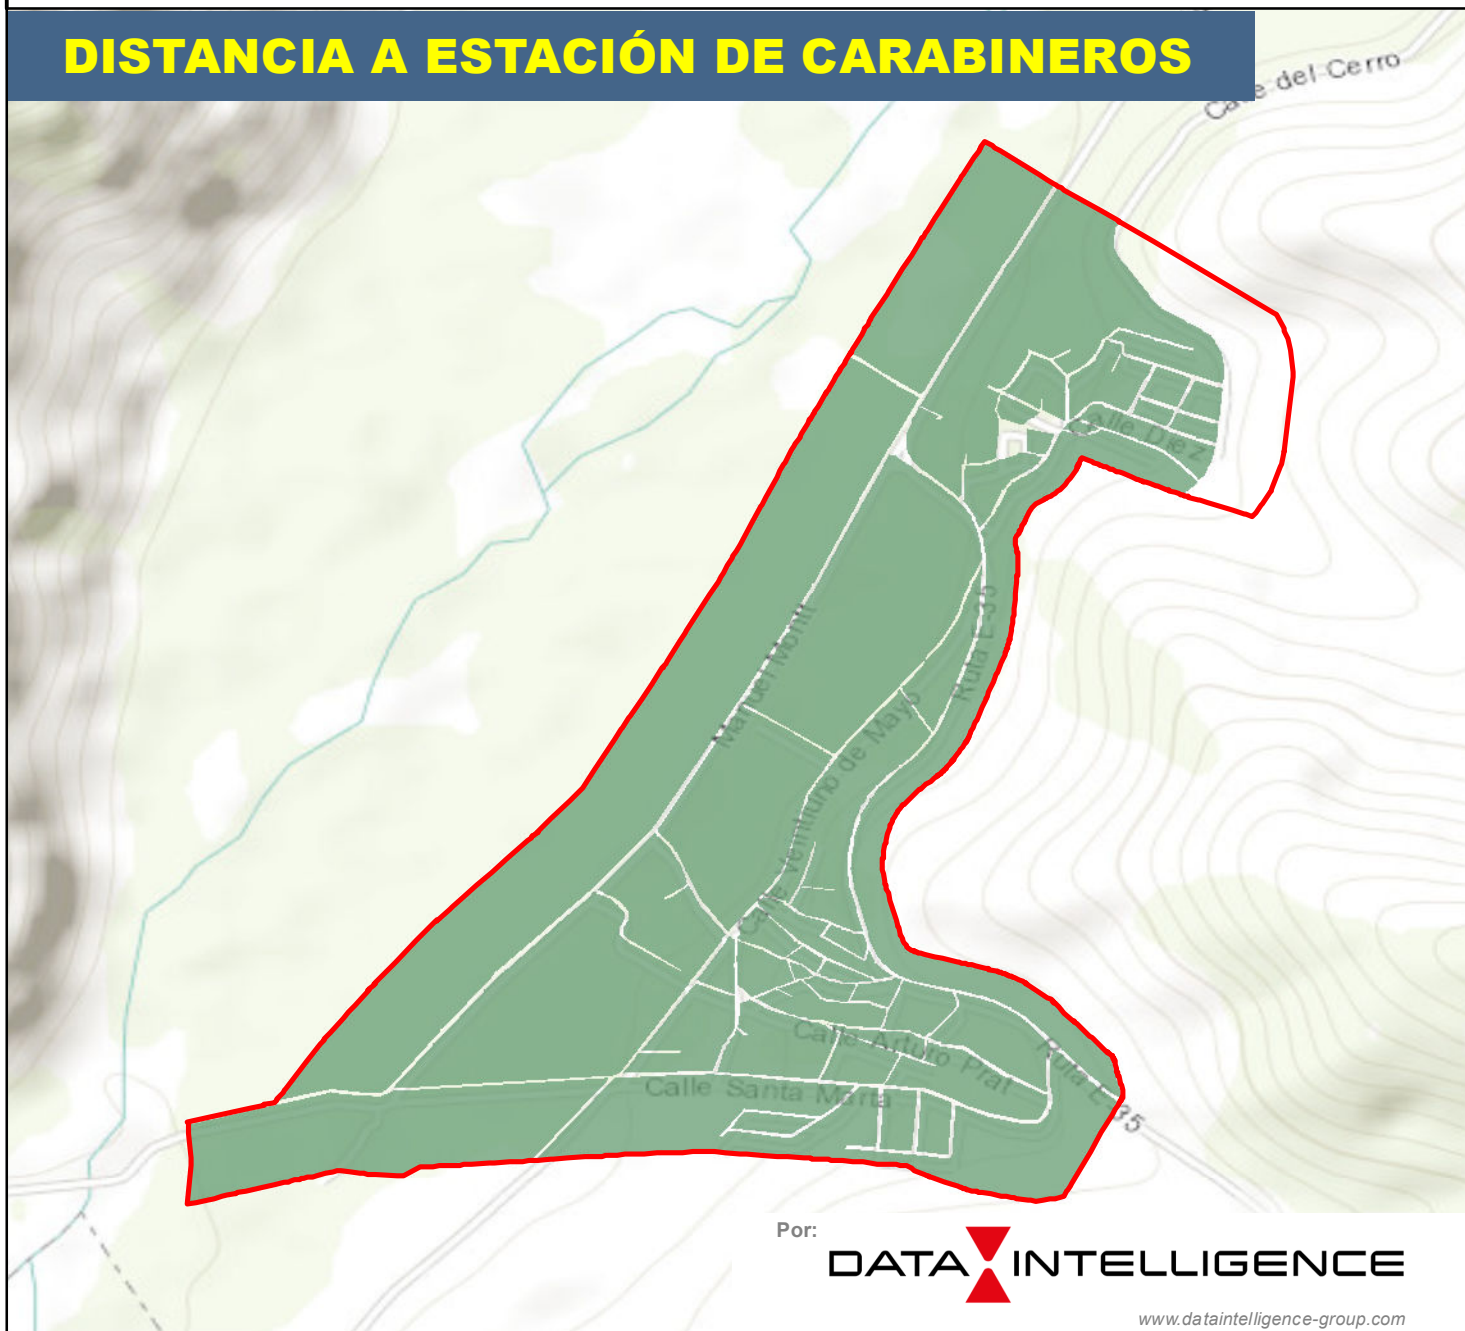 DISTANCIA A ESTACIÓN DE CARABINEROS
Calle del Cerro
Calle Diez
Ruta E-35
Manuel Montt
Calle Veintiuno de Mayo
Calle Arturo Prat
Ruta E-35
Calle Santa Marta
Por:
DATA INTELLIGENCE
www.dataintelligence-group.com